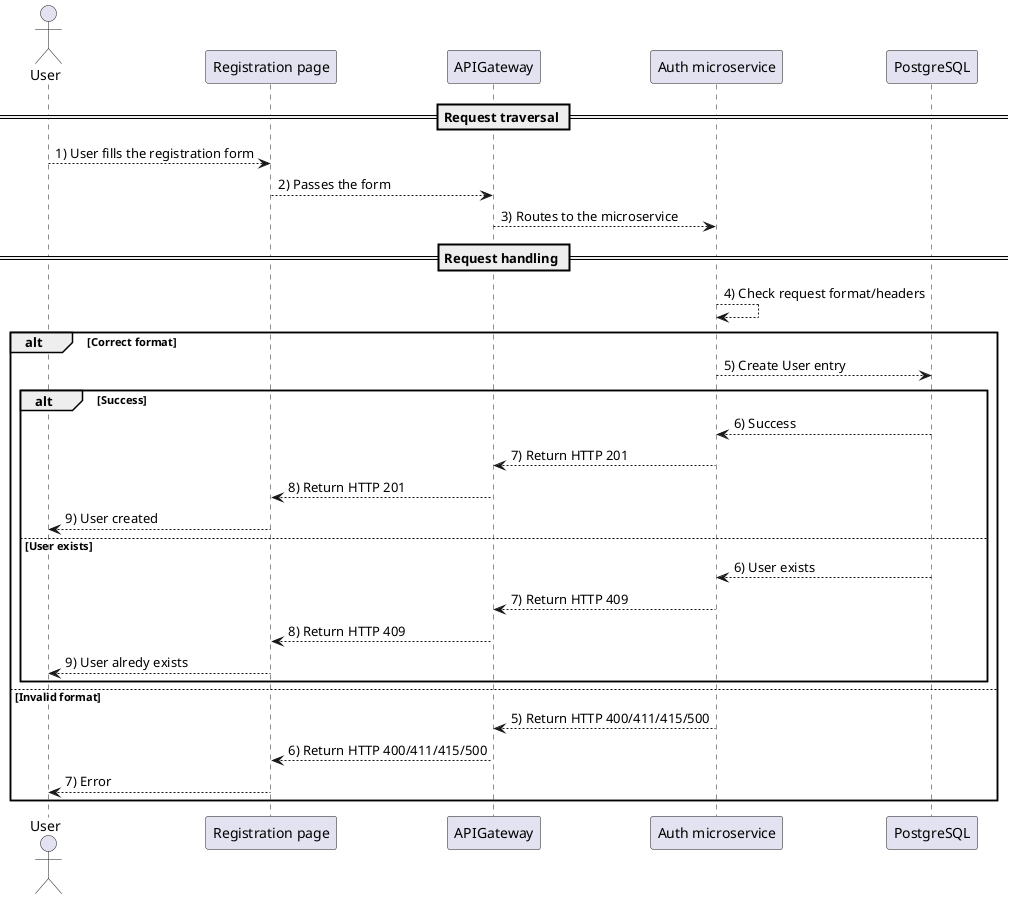 User
Registration page
APIGateway
Auth microservice
PostgreSQL
Request traversal
1) User fills the registration form
2) Passes the form
3) Routes to the microservice
Request handling
4) Check request format/headers
alt [Correct format]
5) Create User entry
alt [Success]
6) Success
7) Return HTTP 201
8) Return HTTP 201
9) User created
[User exists]
6) User exists
7) Return HTTP 409
8) Return HTTP 409
9) User alredy exists
[Invalid format]
5) Return HTTP 400/411/415/500
6) Return HTTP 400/411/415/500
7) Error
User
Registration page
APIGateway
Auth microservice
PostgreSQL